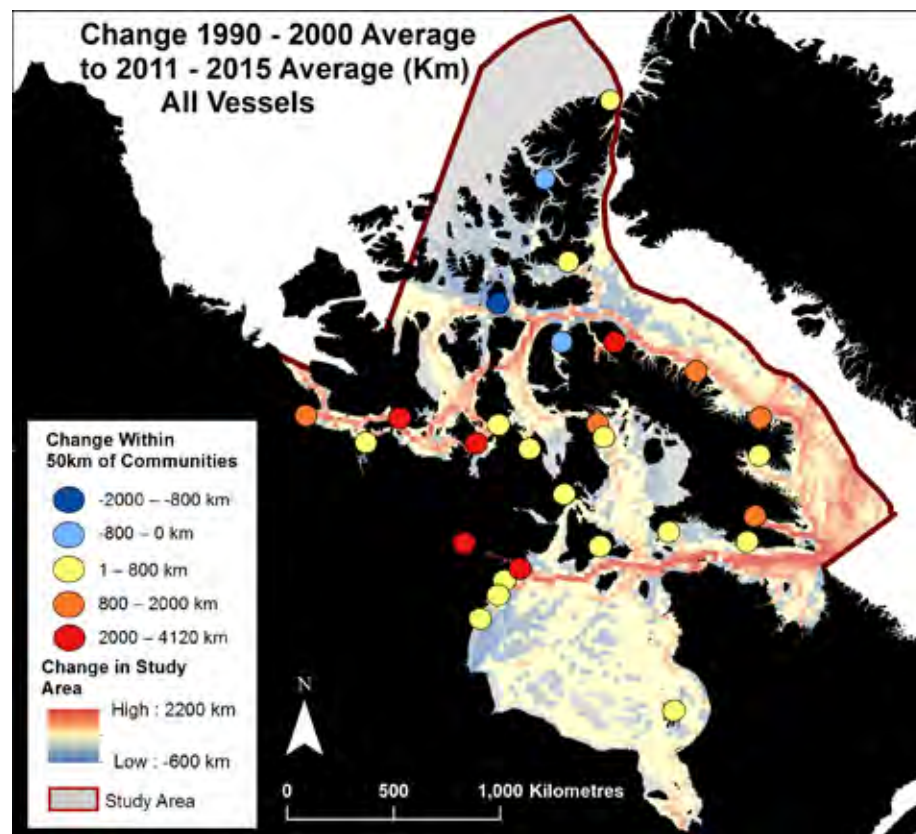 Change 1990 - 2000 Average
to 2011 - 2015 Average (Km)
All Vessels
Change Within
50km of Communities
-2000 – -800 km
-800 – 0 km
1 – 800 km
800 – 2000 km
2000 – 4120 km
Change in Study
Area
High : 2200 km
Low : -600 km
Study Area
N
0 500 1,000 Kilometres